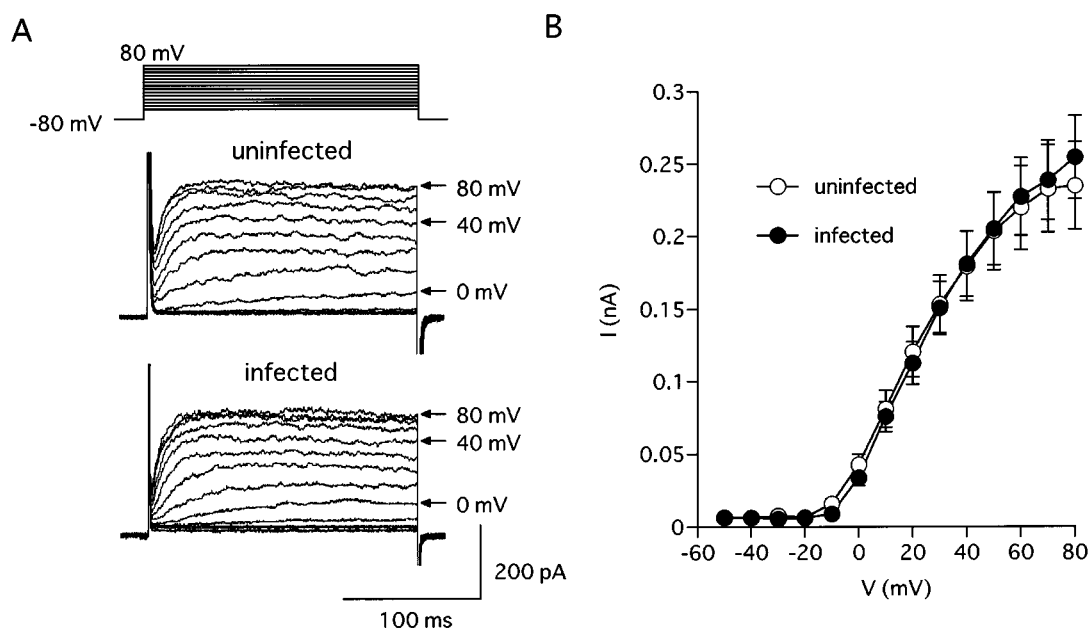 A
80 mV
-80 mV
uninfected
80 mV
40 mV
0 mV
infected
80 mV
40 mV
0 mV
200 pA
100 ms
B
0.3
0.25
0.2
0.15
0.1
0.05
0
I (nA)
uninfected
infected
-60 -40 -20 0 20 40 60 80
V (mV)